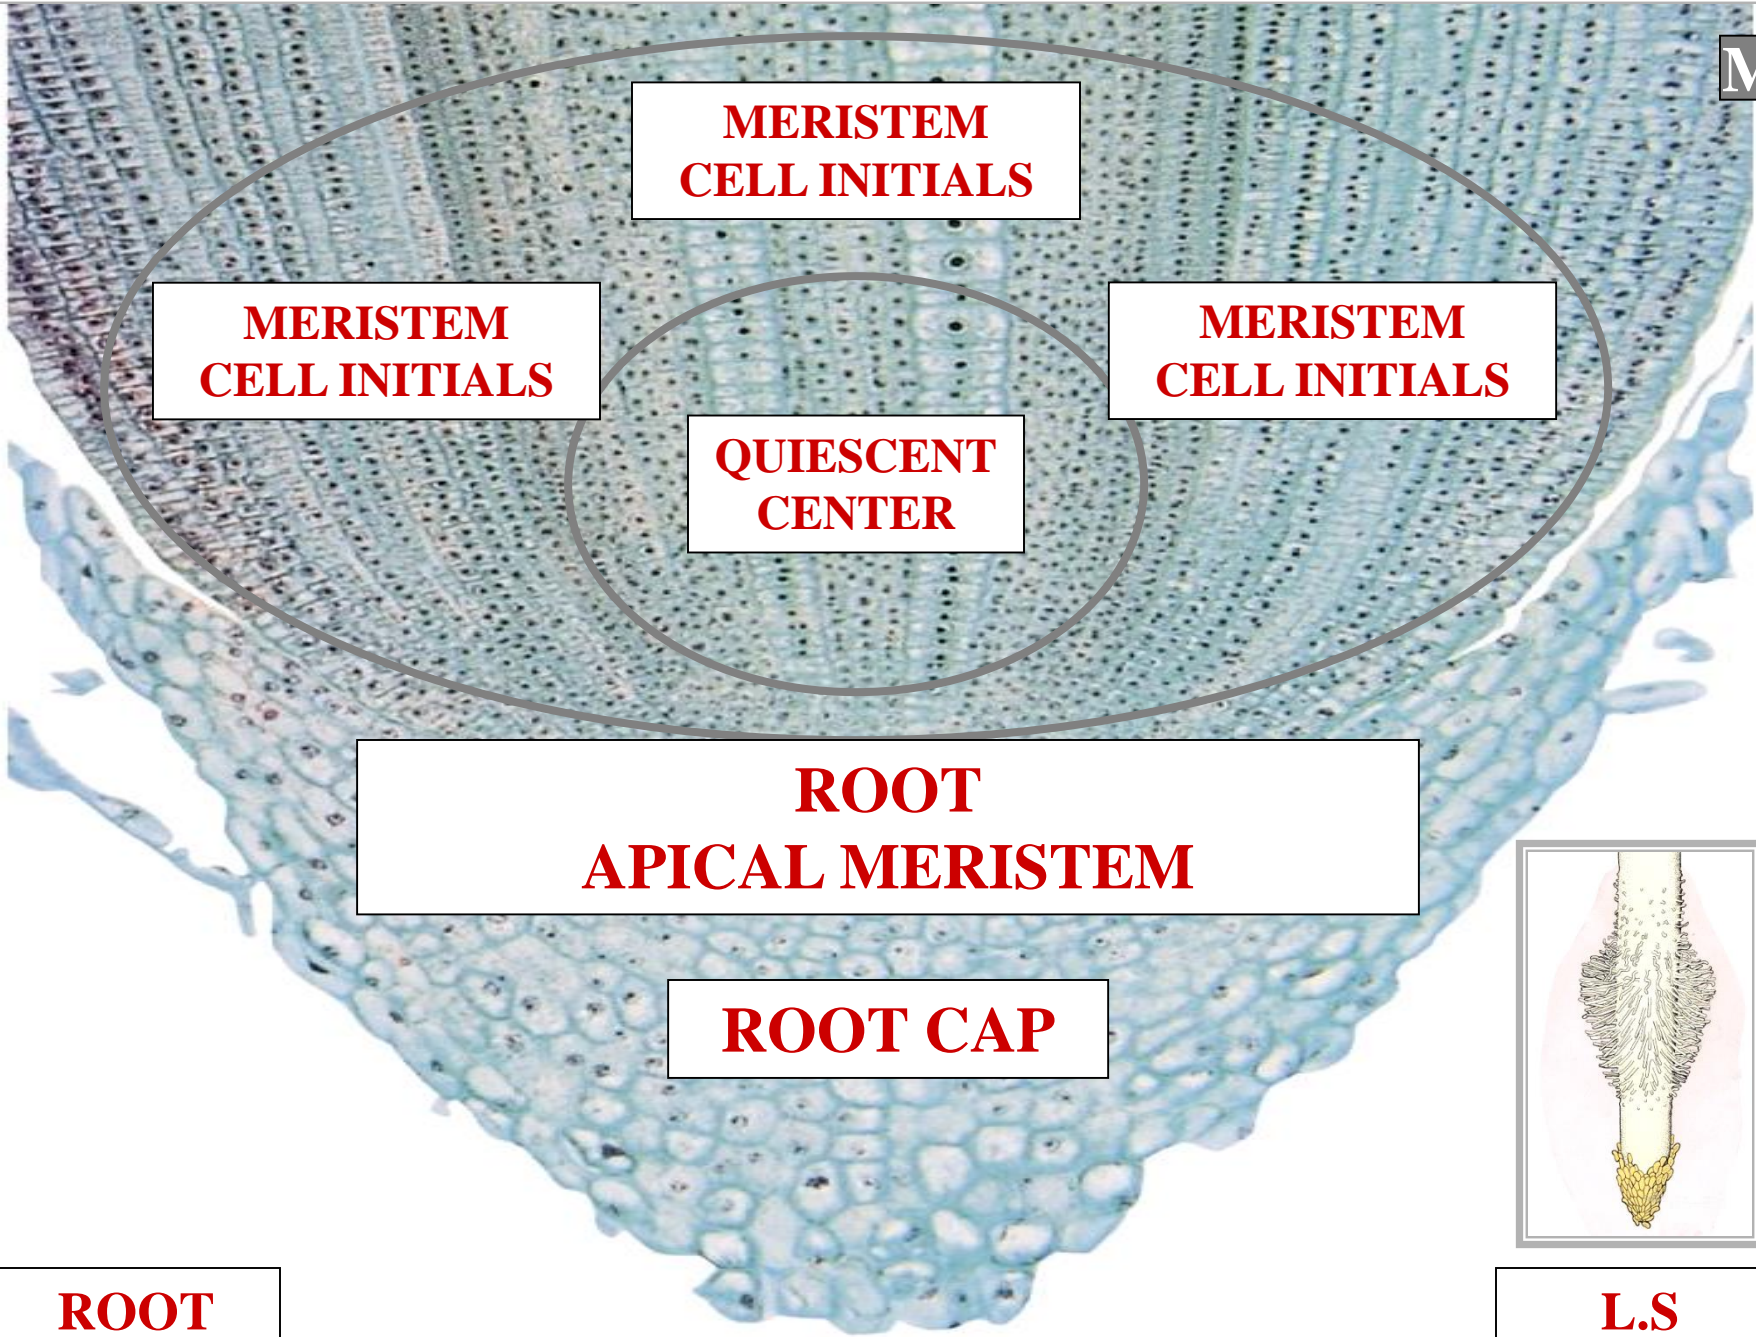 M
MERISTEM
CELL INITIALS
MERISTEM
CELL INITIALS
MERISTEM
CELL INITIALS
QUIESCENT
CENTER
ROOT
APICAL MERISTEM
ROOT CAP
ROOT
L.S